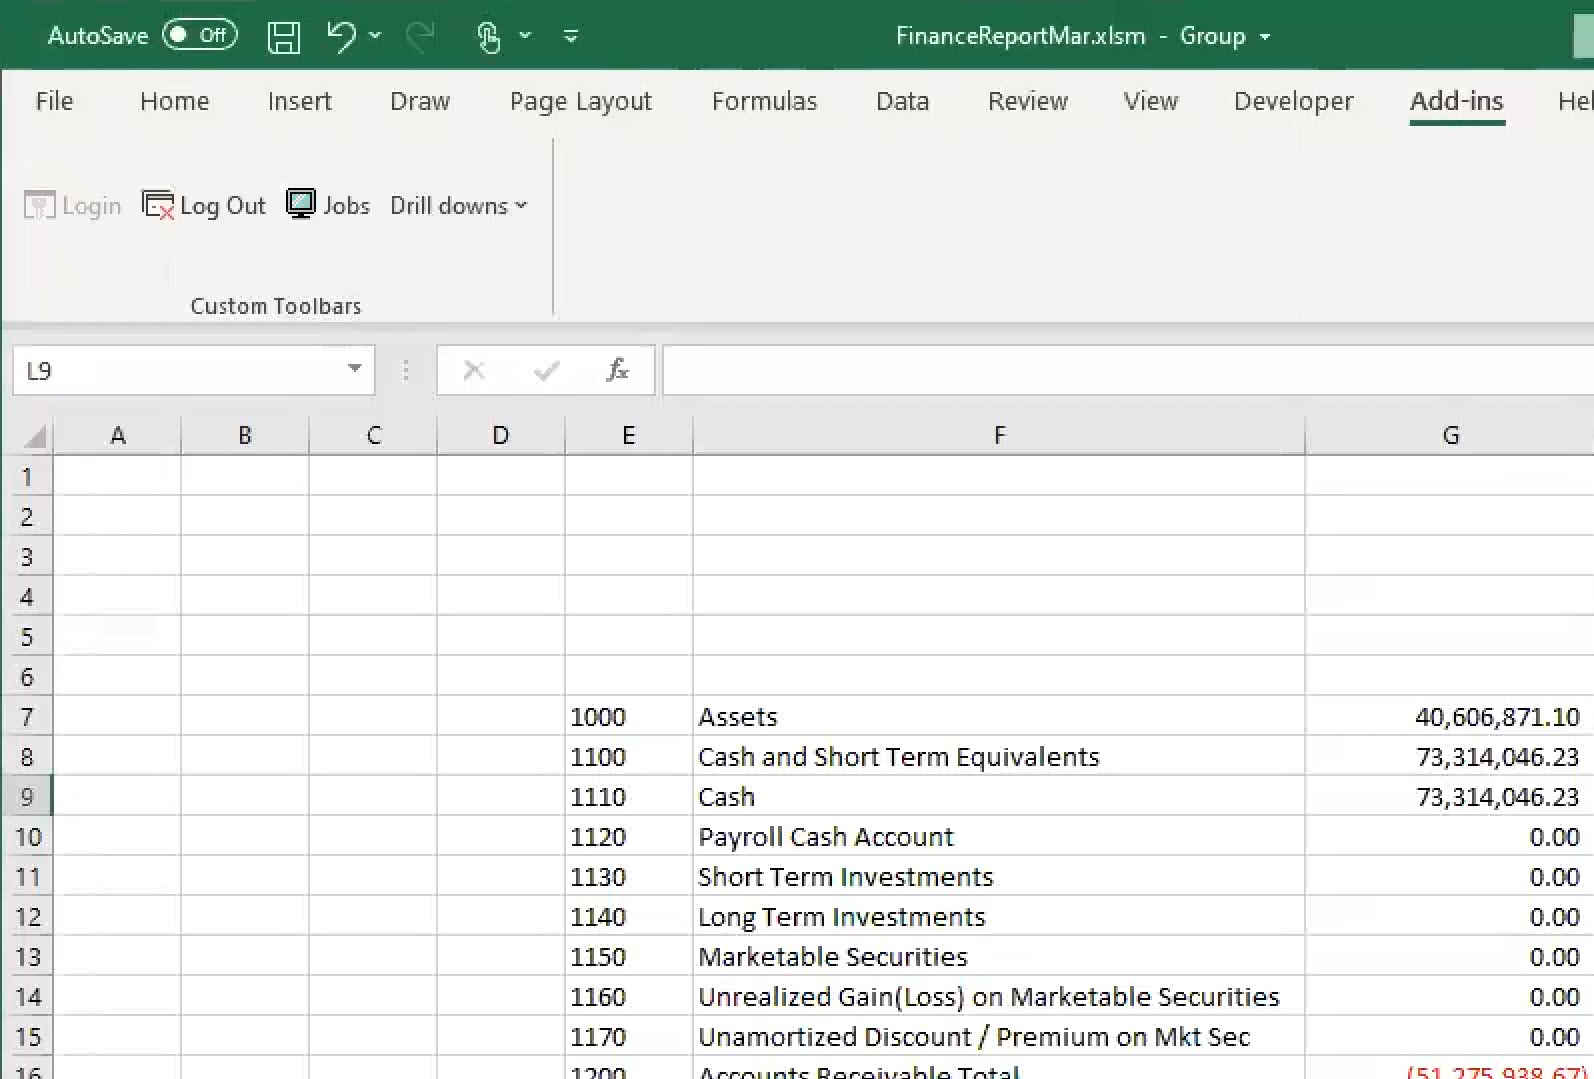 AutoSave Off FinanceReportMar.xlsm - Group
File Home Insert Draw Page Layout Formulas Data Review View Developer Add-ins Hel
Login Log Out Jobs Drill downs
Custom Toolbars
L9 fx
A B C D E F G
1
2
3
4
5
6
7 1000 Assets 40,606,871.10
8 1100 Cash and Short Term Equivalents 73,314,046.23
9 1110 Cash 73,314,046.23
10 1120 Payroll Cash Account 0.00
11 1130 Short Term Investments 0.00
12 1140 Long Term Investments 0.00
13 1150 Marketable Securities 0.00
14 1160 Unrealized Gain(Loss) on Marketable Securities 0.00
15 1170 Unamortized Discount / Premium on Mkt Sec 0.00
16 1200 Accounts Receivable Total (51,275,938.67)